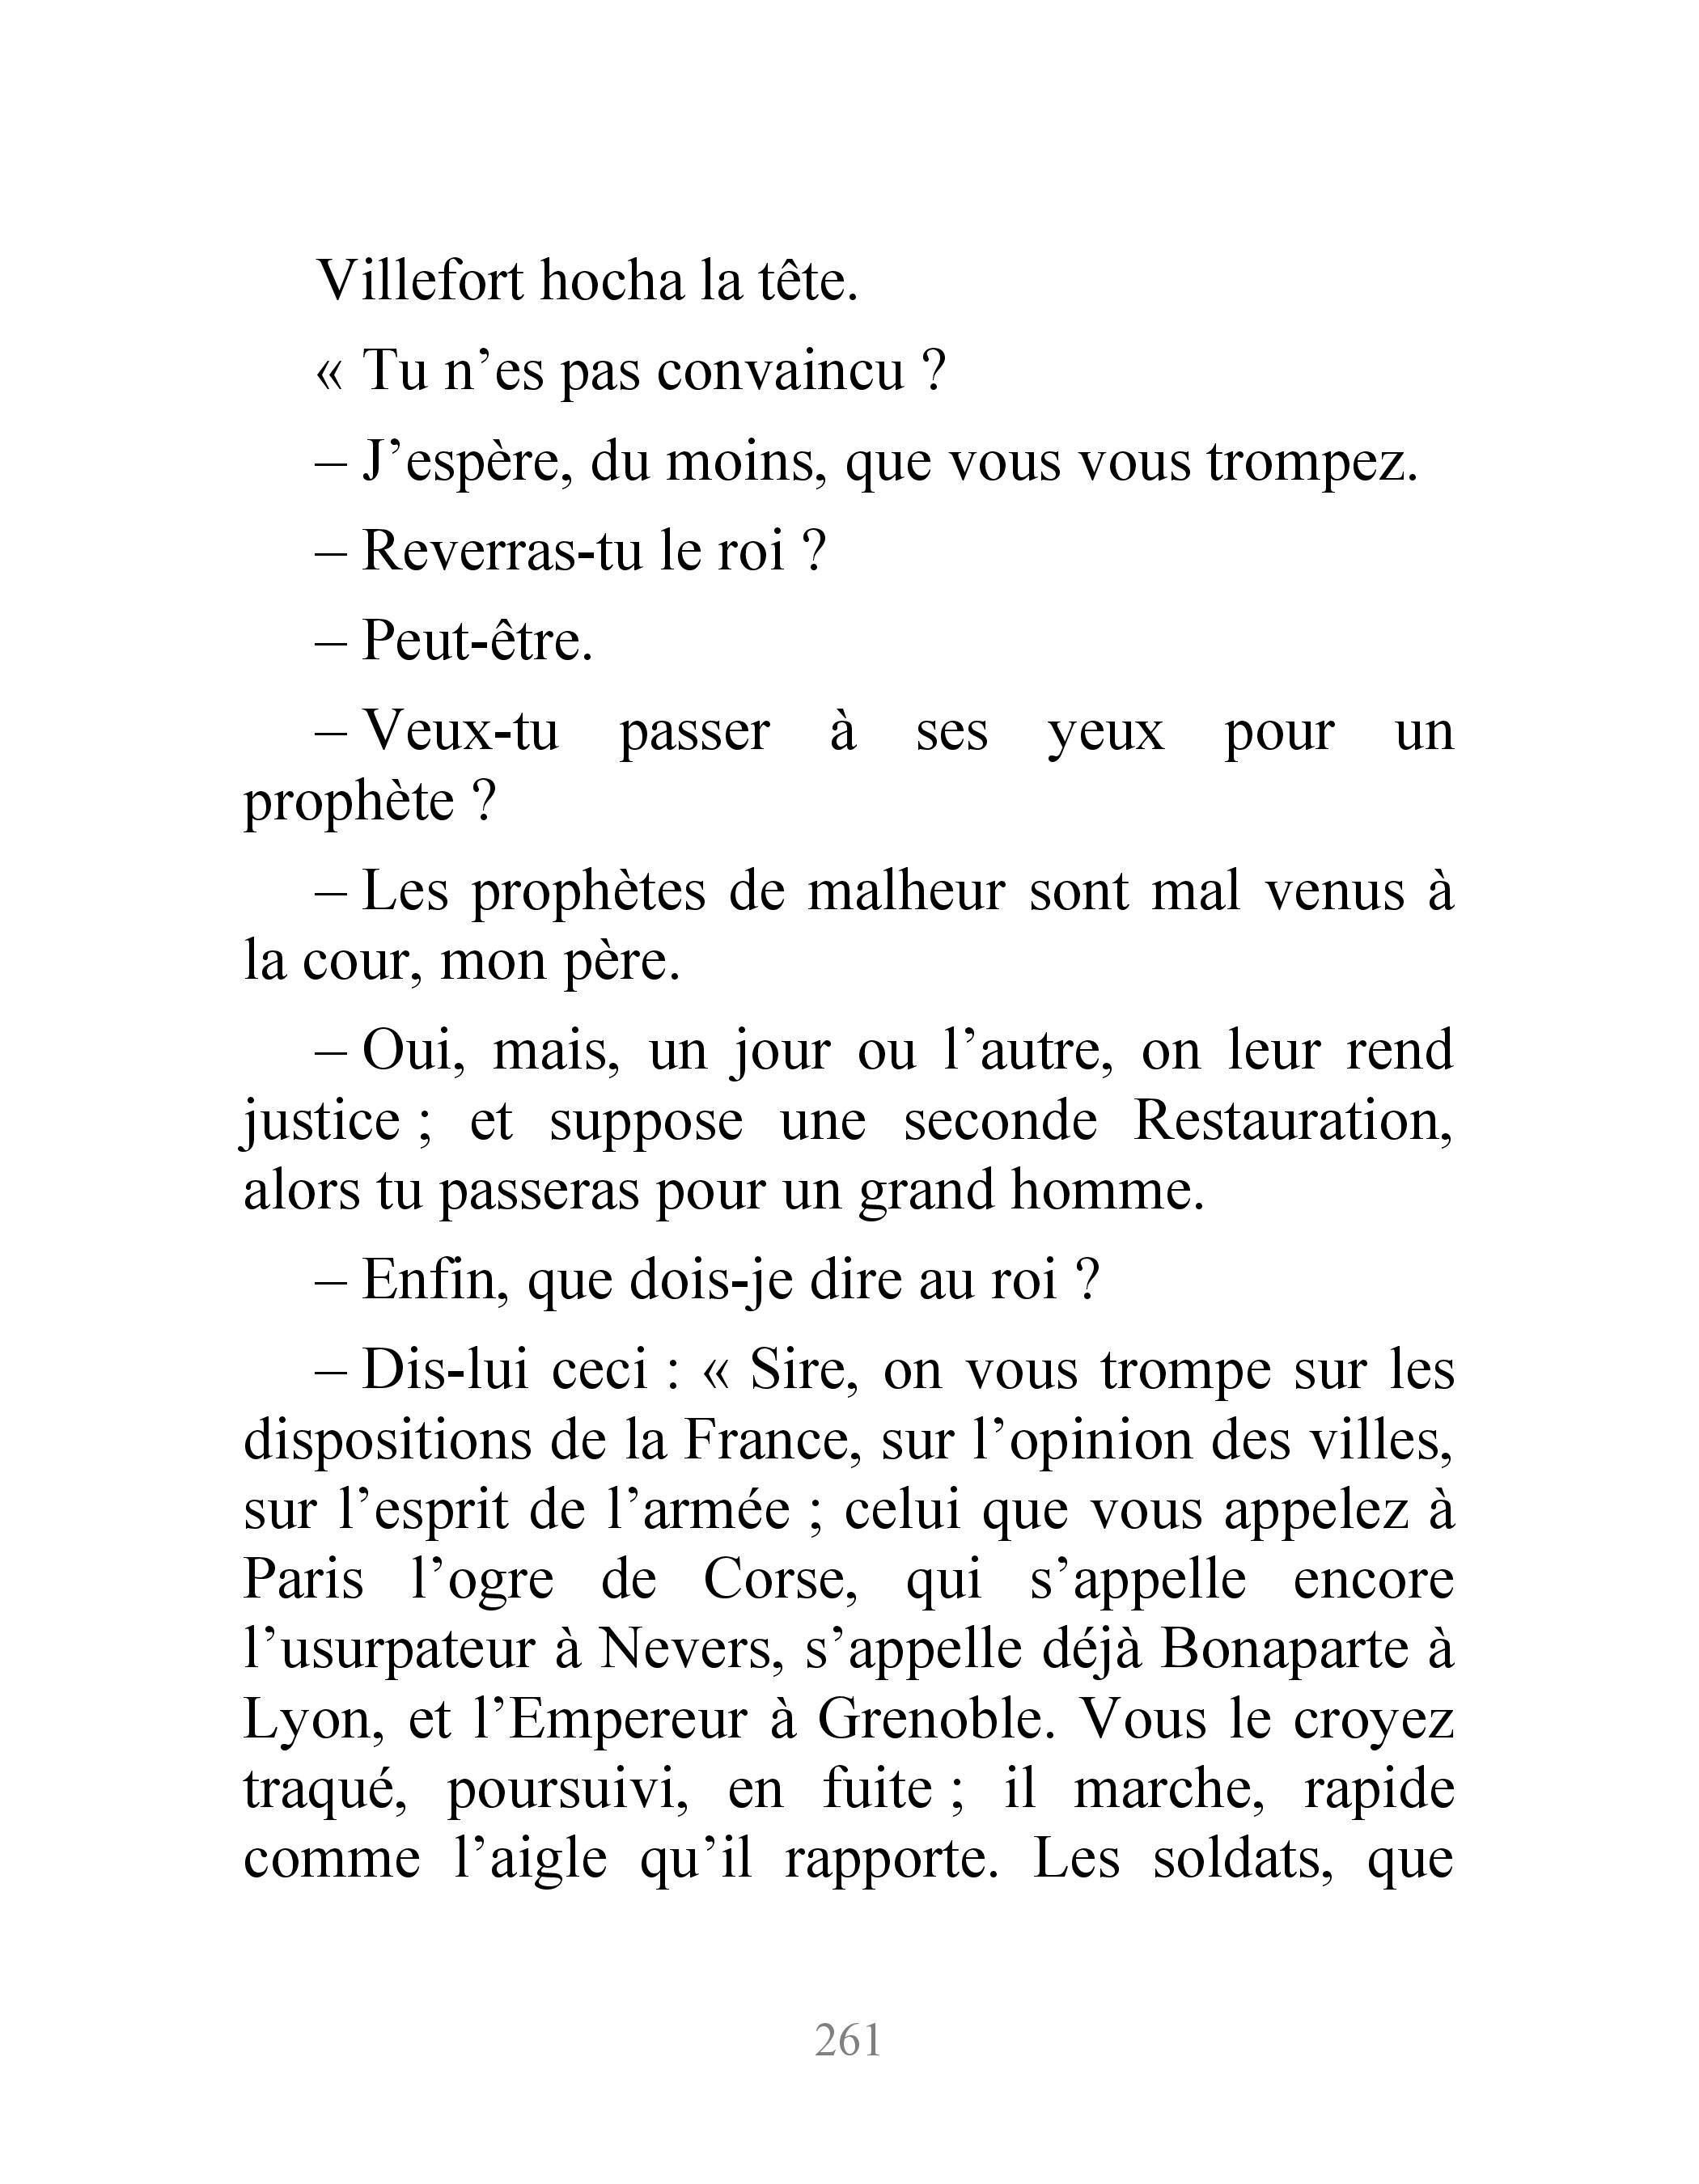 Villefort hocha la tête.
« Tu n’es pas convaincu ?
– J’espère, du moins, que vous vous trompez.
– Reverras-tu le roi ?
– Peut-être.
– Veux-tu passer à ses yeux pour un
prophète ?
– Les prophètes de malheur sont mal venus à
la cour, mon père.
– Oui, mais, un jour ou l’autre, on leur rend
justice ; et suppose une seconde Restauration,
alors tu passeras pour un grand homme.
– Enfin, que dois-je dire au roi ?
– Dis-lui ceci : « Sire, on vous trompe sur les
dispositions de la France, sur l’opinion des villes,
sur l’esprit de l’armée ; celui que vous appelez à
Paris l’ogre de Corse, qui s’appelle encore
l’usurpateur à Nevers, s’appelle déjà Bonaparte à
Lyon, et l’Empereur à Grenoble. Vous le croyez
traqué, poursuivi, en fuite ; il marche, rapide
comme l’aigle qu’il rapporte. Les soldats, que
261